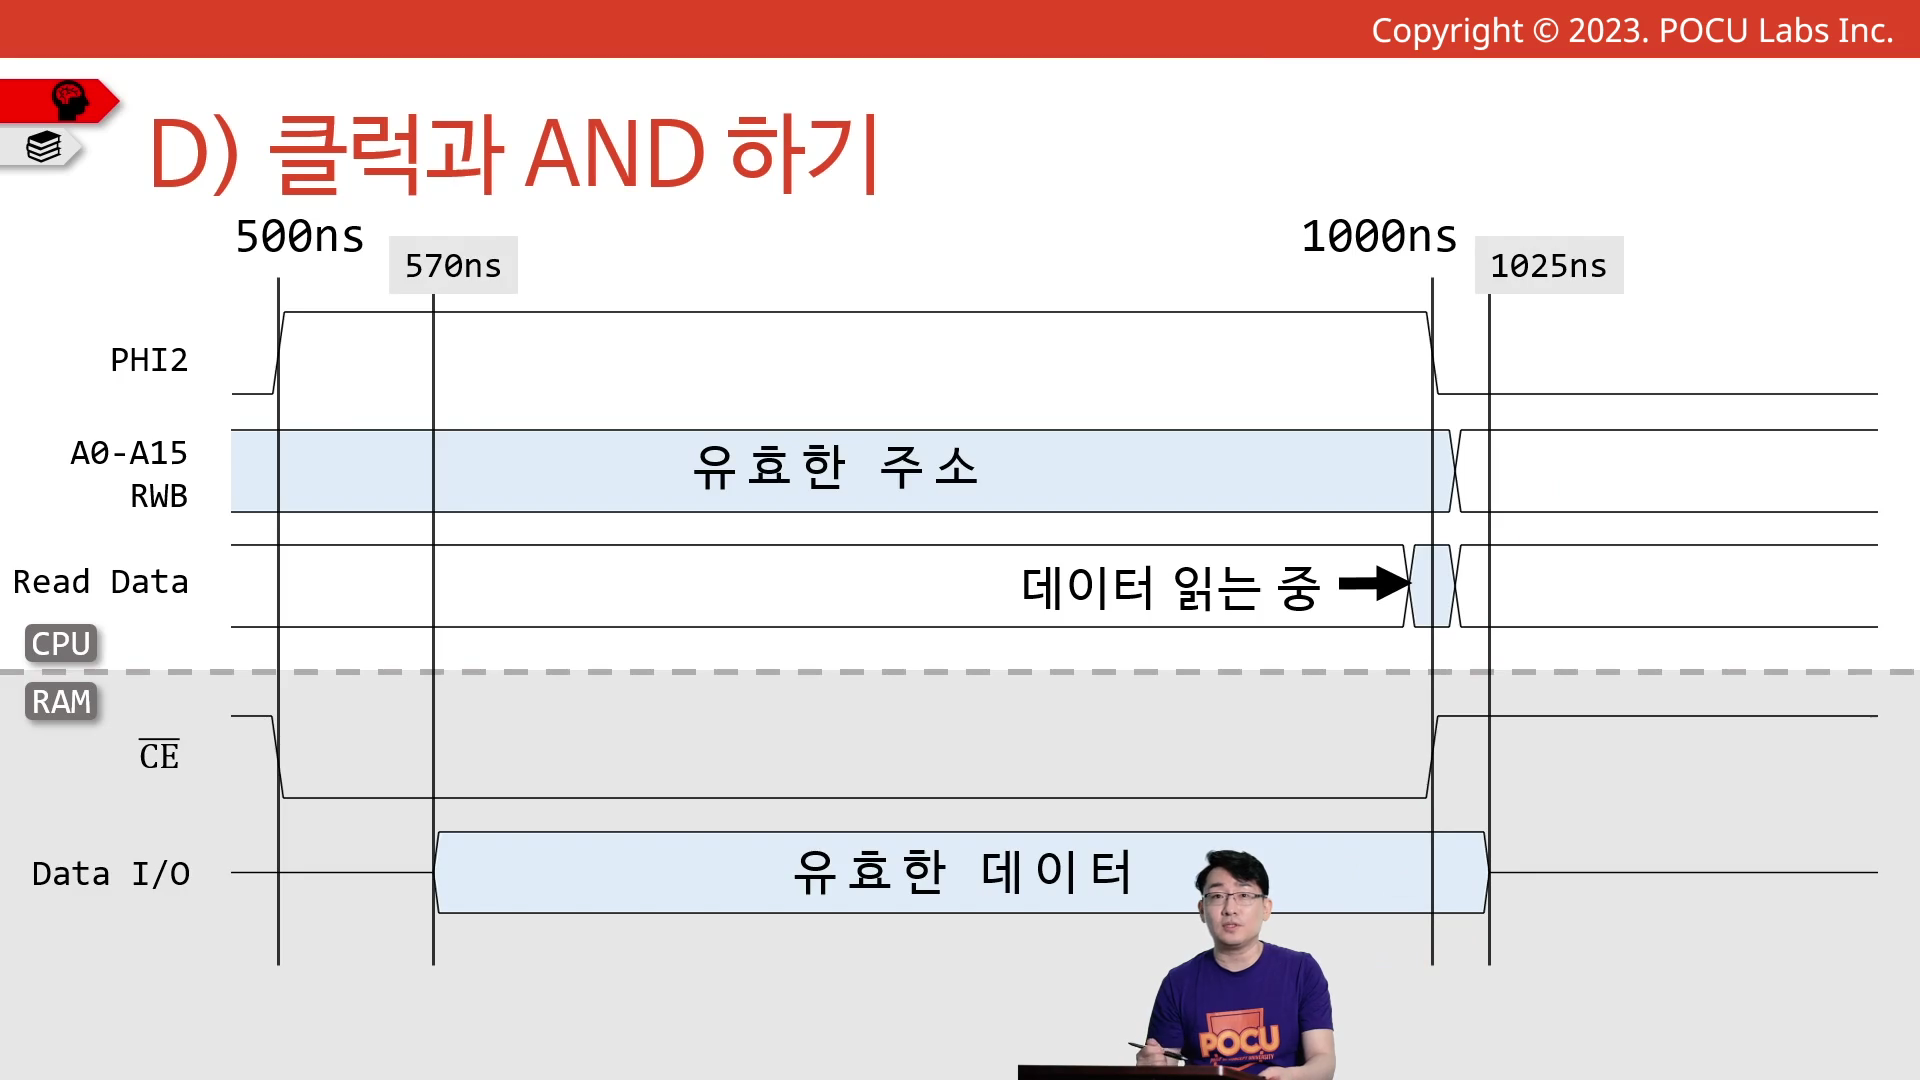 Copyright © 2023. POCU Labs Inc.
D) 클럭과 AND 하기
500ns
570ns
1000ns
1025ns
PHI2
A0-A15
RWB
유효한 주소
Read Data
데이터 읽는 중
CPU
RAM
CE
Data I/O
유효한 데이터
POCU